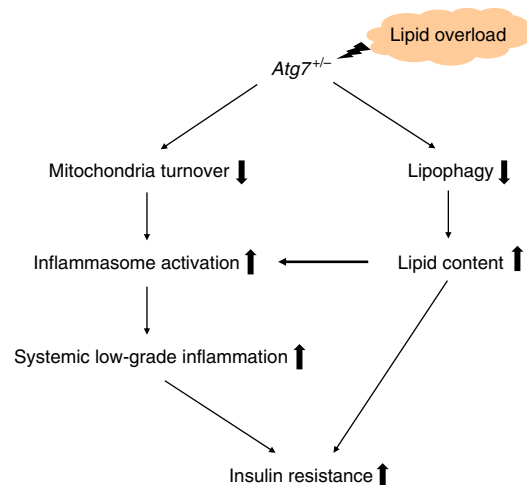 Lipid overload
Atg7+/–
Mitochondria turnover
Lipophagy
Inflammasome activation
Lipid content
Systemic low-grade inflammation
Insulin resistance